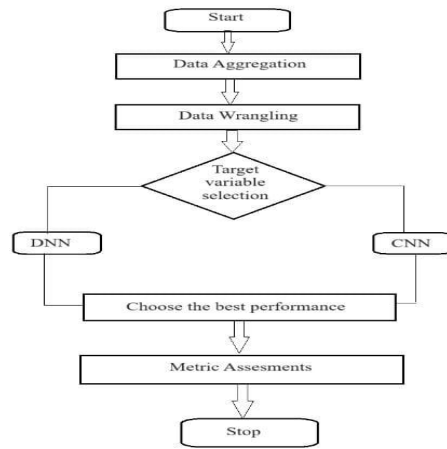 Start
Data Aggregation
Data Wrangling
Target
variable
selection
DNN
CNN
Choose the best performance
Metric Assesments
Stop